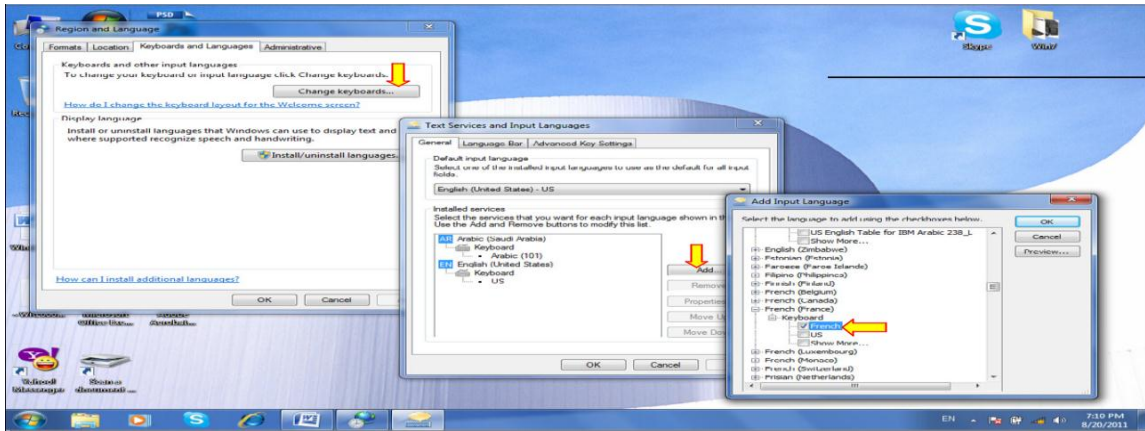 PSD
Region and Language
Formats Location Keyboards and Languages Administrative
Keyboards and other input languages
To change your keyboard or input language click Change keyboards.
Change keyboards...
How do I change the keyboard layout for the Welcome screen?
Display language
Install or uninstall languages that Windows can use to display text and
where supported recognize speech and handwriting.
Install/uninstall languages...
How can I install additional languages?
OK Cancel
Text Services and Input Languages
General Language Bar Advanced Key Settings
Default input language
Select one of the installed input languages to use as the default for all input
fields.
English (United States) - US
Installed services
Select the services that you want for each input language shown in th
Use the Add and Remove buttons to modify this list.
AR Arabic (Saudi Arabia)
Keyboard
Arabic (101)
EN English (United States)
Keyboard
US
Add...
Remove
Properties
Move U
Move Do
OK Cancel
Add Input Language
Select the language to add using the checkboxes below.
OK
Cancel
Preview...
US English Table for IBM Arabic 238_L
Show More...
English (Zimbabwe)
Estonian (Estonia)
Faroese (Faroe Islands)
Filipino (Philippines)
Finnish (Finland)
French (Belgium)
French (Canada)
French (France)
Keyboard
French
US
Show More...
French (Luxembourg)
French (Monaco)
French (Switzerland)
Frisian (Netherlands)
Skype
Win7
Yahoo!
Messenger
EN
7:10 PM
8/20/2011